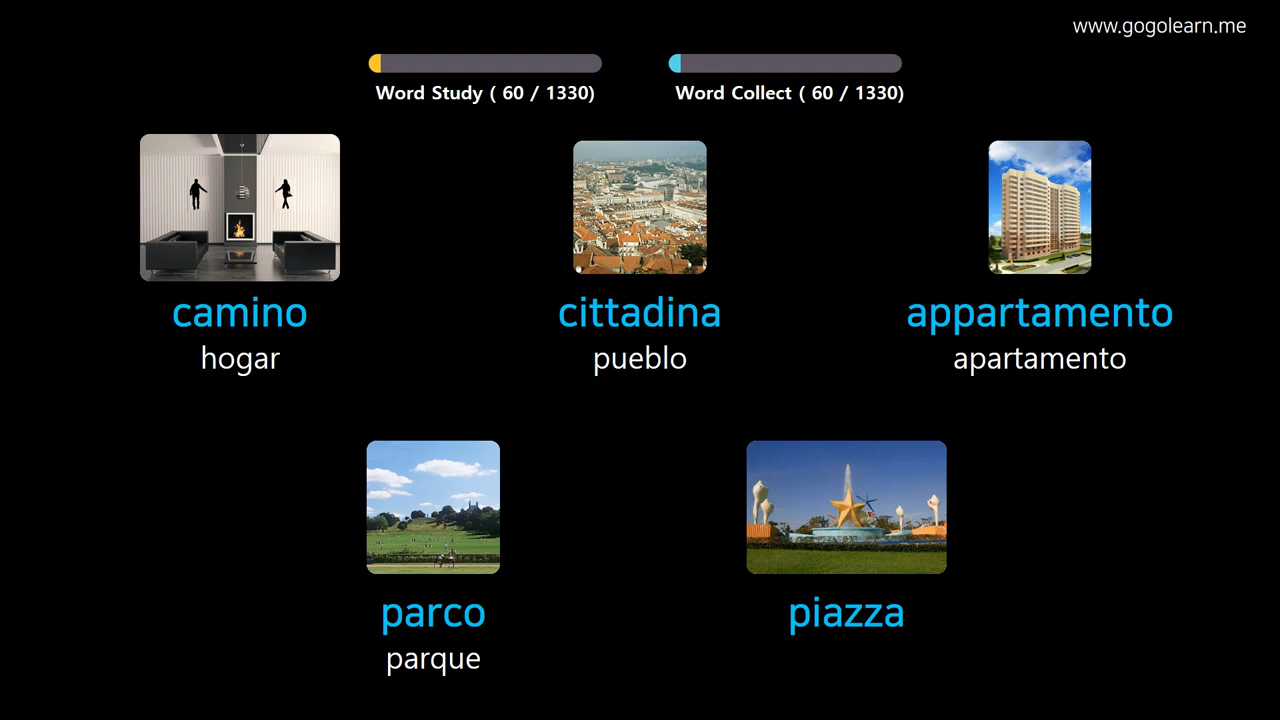 www.gogolearn.me
Word Study ( 60 / 1330)
Word Collect ( 60 / 1330)
camino
hogar
cittadina
pueblo
appartamento
apartamento
parco
parque
piazza